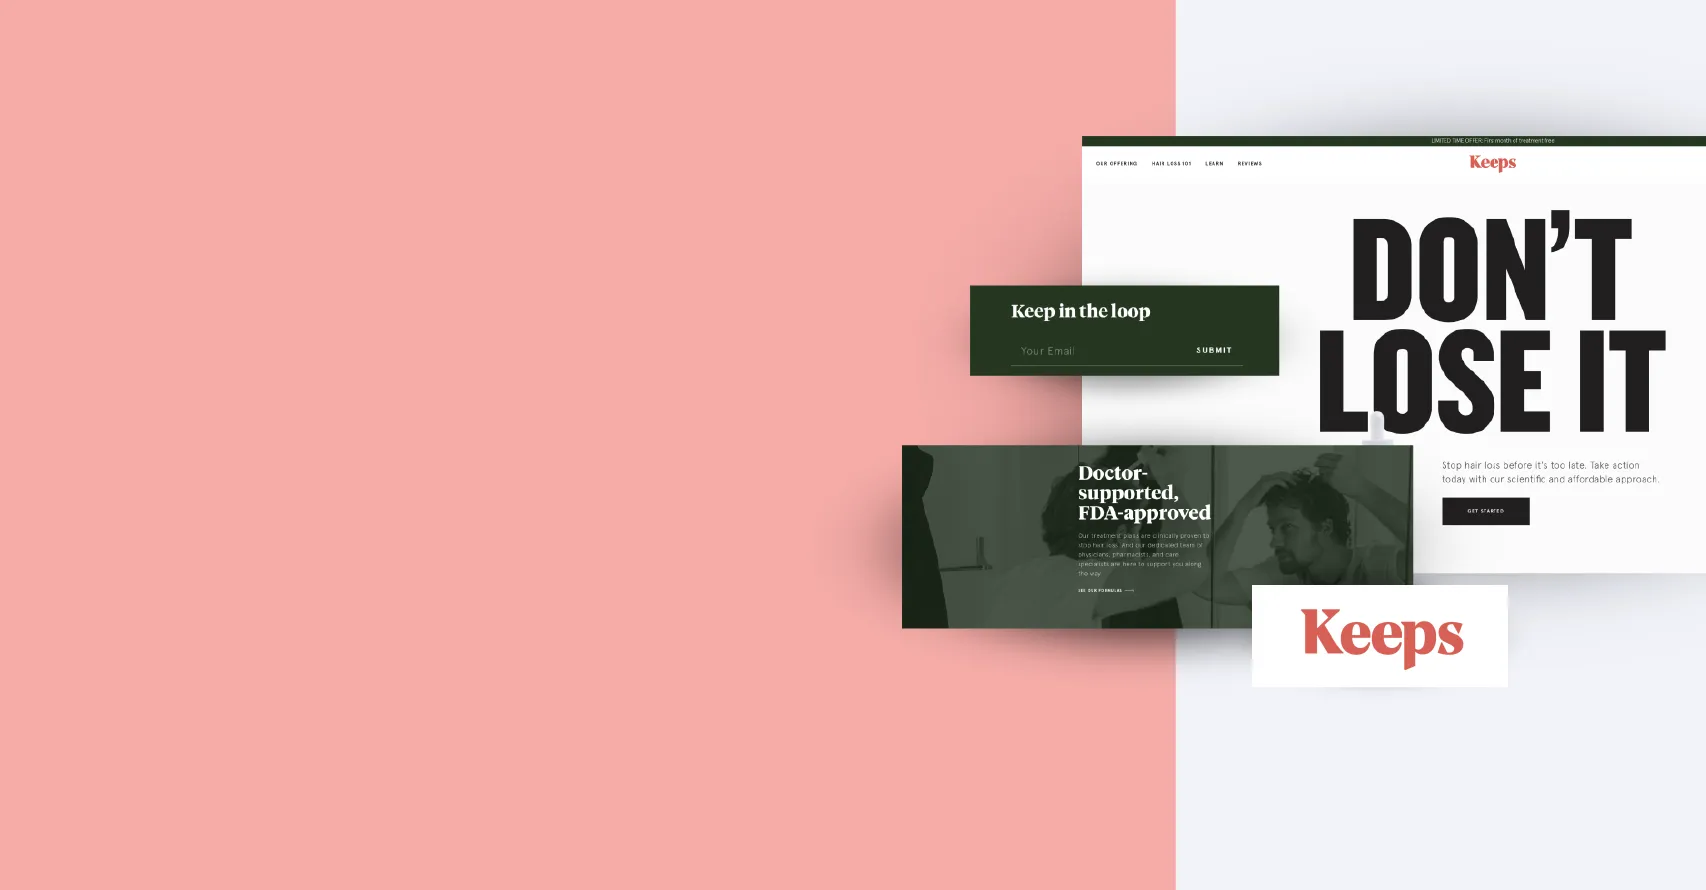 LIMITED TIME OFFER: First month of treatment free
OUR OFFERING
HAIR LOSS 101
LEARN
REVIEWS
Keeps
DON'T
LOSE IT
Stop hair loss before it's too late. Take action
today with our scientific and affordable approach.
GET STARTED
Keep in the loop
Your Email
SUBMIT
Doctor-
supported,
FDA-approved
Our treatment plans are clinically proven to
stop hair loss. And our dedicated team of
physicians, pharmacists, and care
specialists are here to support you along
the way.
SEE OUR FORMULAS
Keeps